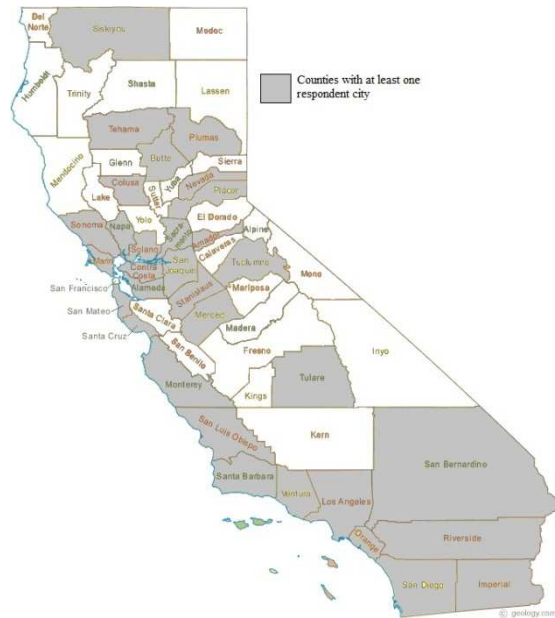 Del
Norte
Siskiyou
Modoc
Humboldt
Trinity
Shasta
Lassen
Counties with at least one
respondent city
Tehama
Plumas
Mendocino
Glenn
Butte
Sierra
Lake
Colusa
Sutter
Yuba
Nevada
Placer
Sonoma
Napa
Yolo
El Dorado
Sacra-
mento
Alpine
Marin
Solano
Amador
Calaveras
Contra
Costa
San
Joaquin
Tuolumne
Mono
San Francisco
Alameda
Stanislaus
Mariposa
San Mateo
Santa Clara
Merced
Santa Cruz
Madera
San Benito
Fresno
Inyo
Monterey
Kings
Tulare
San Luis Obispo
Kern
Santa Barbara
San Bernardino
Ventura
Los Angeles
Orange
Riverside
San Diego
Imperial
© geology.com